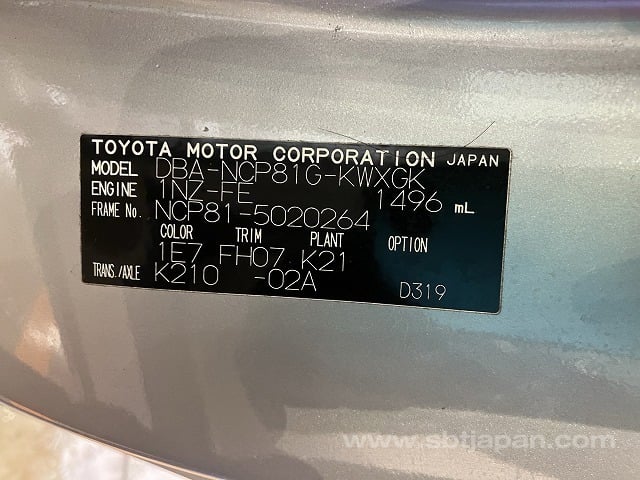 TOYOTA MOTOR CORPORATION JAPAN
MODEL DBA-NCP81G-KWXGK
ENGINE 1NZ-FE 1496 mL
FRAME No. NCP81-5020264
COLOR TRIM PLANT OPTION
1E7 FH07 K21
TRANS./AXLE K210 -02A D319
www.sbtjapan.com